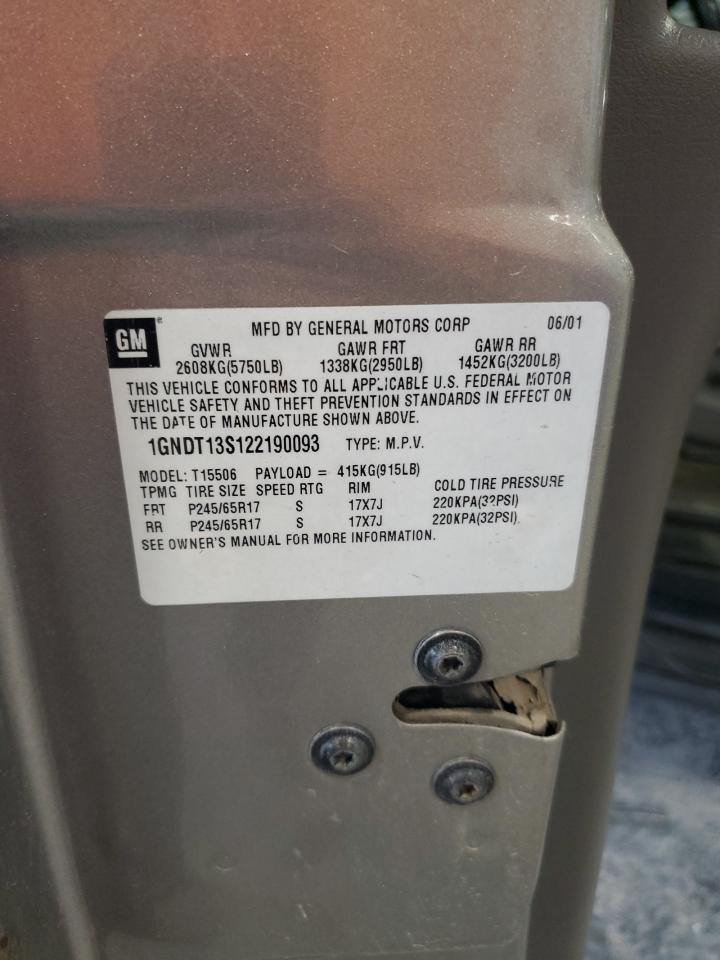 GM
MFD BY GENERAL MOTORS CORP 06/01
GVWR GAWR FRT GAWR RR
2608KG(5750LB) 1338KG(2950LB) 1452KG(3200LB)
THIS VEHICLE CONFORMS TO ALL APPLICABLE U.S. FEDERAL MOTOR
VEHICLE SAFETY AND THEFT PREVENTION STANDARDS IN EFFECT ON
THE DATE OF MANUFACTURE SHOWN ABOVE.
1GNDT13S122190093 TYPE: M.P.V.
MODEL: T15506 PAYLOAD = 415KG(915LB)
TPMG TIRE SIZE SPEED RTG RIM COLD TIRE PRESSURE
FRT P245/65R17 S 17X7J 220KPA(32PSI)
RR P245/65R17 S 17X7J 220KPA(32PSI)
SEE OWNER'S MANUAL FOR MORE INFORMATION.